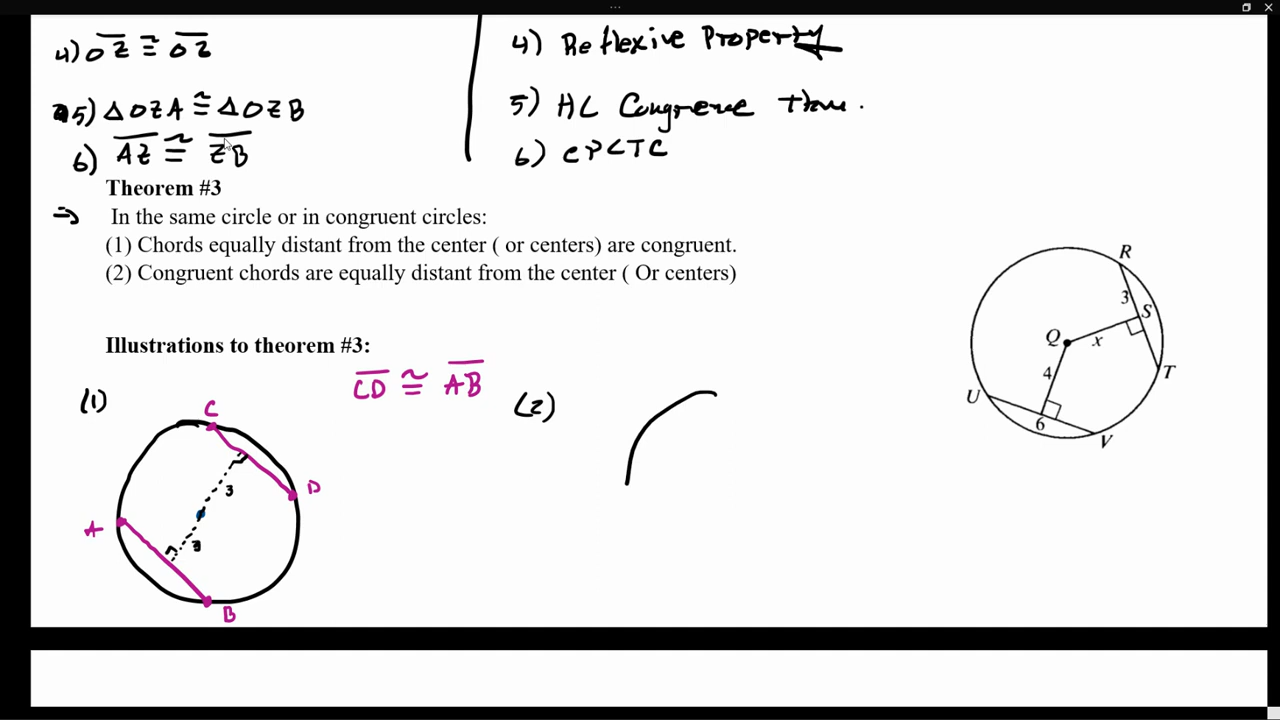 4) OZ ≅ OZ
4) Reflexive Property
5) △OZA ≅ △OZB
5) HL Congruence thm.
6) AZ ≅ ZB
6) CPCTC
Theorem #3
⇒ In the same circle or in congruent circles:
(1) Chords equally distant from the center ( or centers) are congruent.
(2) Congruent chords are equally distant from the center ( Or centers)
Illustrations to theorem #3:
CD ≅ AB
(1)
C
D
3
3
A
B
(2)
R
3
S
Q
x
4
T
U
6
V